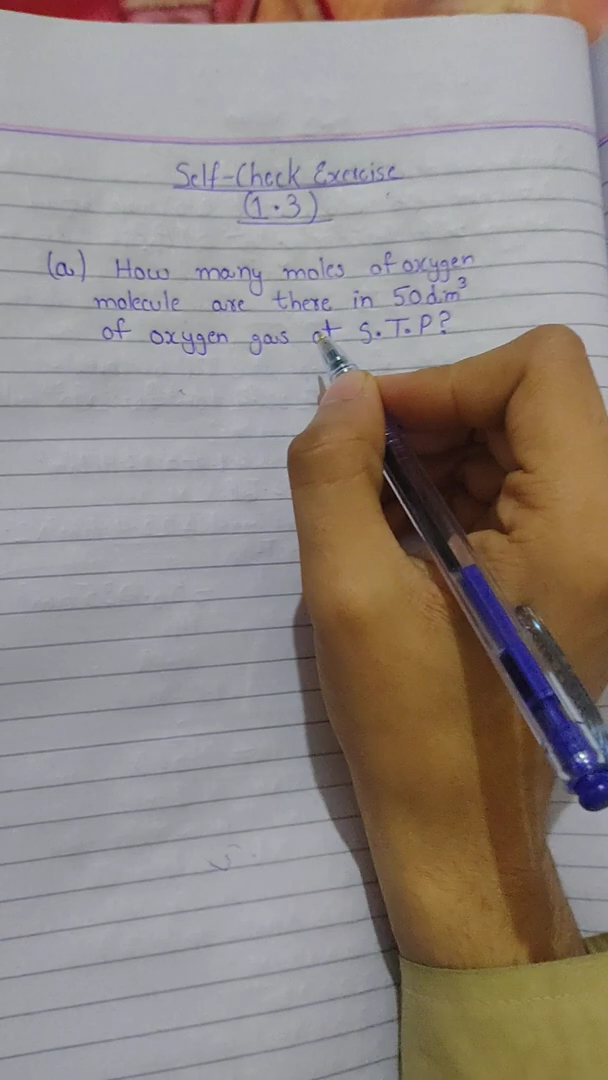 Self-Check Exercise
(1.3)
(a) How many moles of oxygen
molecule are there in 50dm³
of oxygen gas at S.T.P?